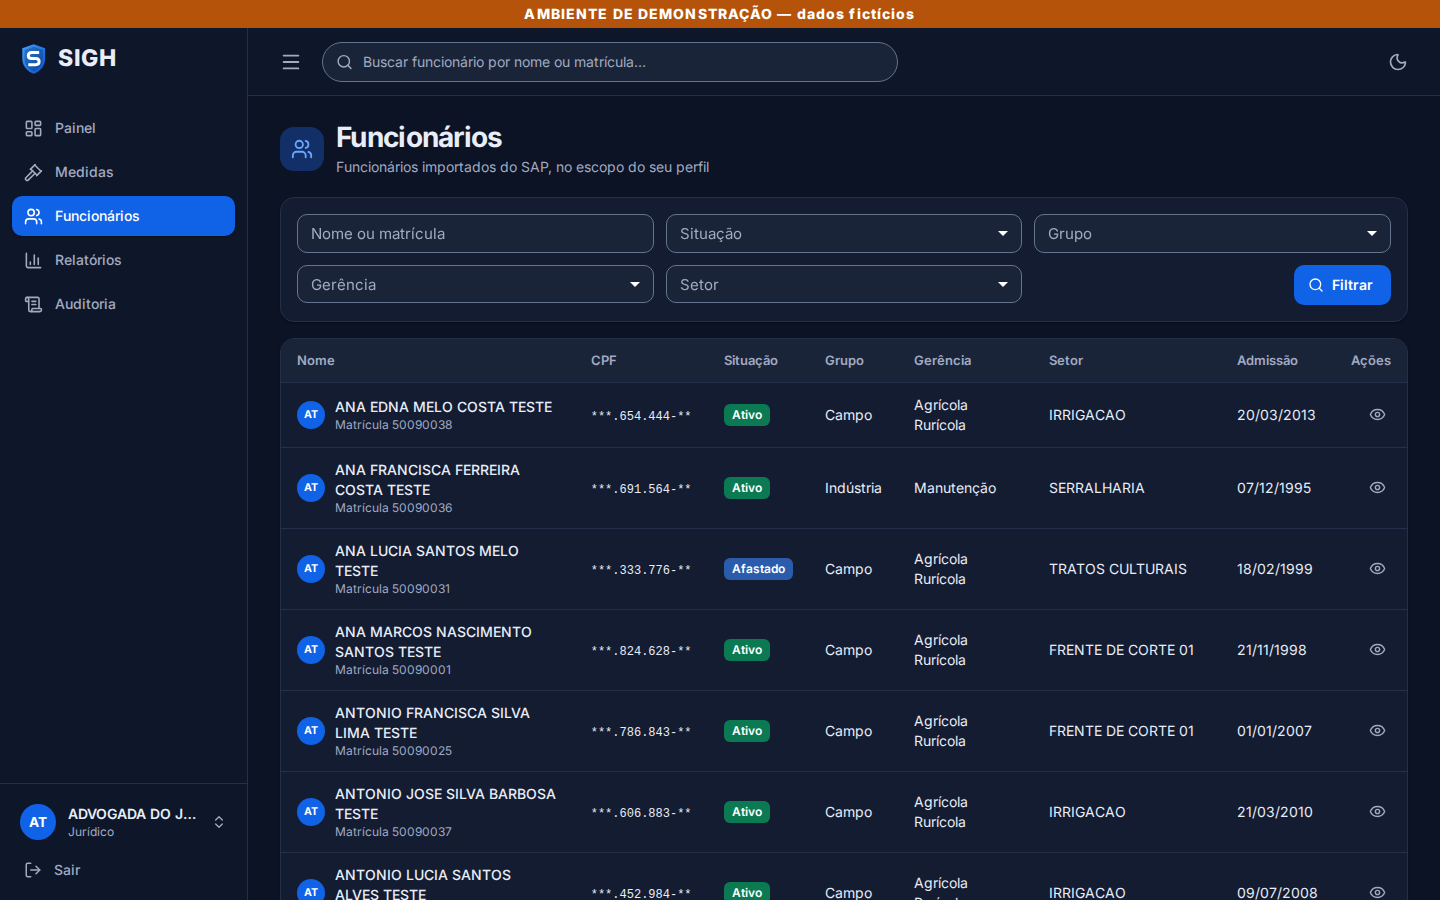 AMBIENTE DE DEMONSTRAÇÃO — dados fictícios
SIGH
Buscar funcionário por nome ou matrícula...
Painel
Medidas
Funcionários
Relatórios
Auditoria
Funcionários
Funcionários importados do SAP, no escopo do seu perfil
Nome ou matrícula
Situação
Grupo
Gerência
Setor
Filtrar
Nome CPF Situação Grupo Gerência Setor Admissão Ações
AT ANA EDNA MELO COSTA TESTE
Matrícula 50090038
***.654.444-** Ativo Campo Agrícola
Rurícola
IRRIGACAO 20/03/2013
AT ANA FRANCISCA FERREIRA
COSTA TESTE
Matrícula 50090036
***.691.564-** Ativo Indústria Manutenção SERRALHARIA 07/12/1995
AT ANA LUCIA SANTOS MELO
TESTE
Matrícula 50090031
***.333.776-** Afastado Campo Agrícola
Rurícola
TRATOS CULTURAIS 18/02/1999
AT ANA MARCOS NASCIMENTO
SANTOS TESTE
Matrícula 50090001
***.824.628-** Ativo Campo Agrícola
Rurícola
FRENTE DE CORTE 01 21/11/1998
AT ANTONIO FRANCISCA SILVA
LIMA TESTE
Matrícula 50090025
***.786.843-** Ativo Campo Agrícola
Rurícola
FRENTE DE CORTE 01 01/01/2007
AT ANTONIO JOSE SILVA BARBOSA
TESTE
Matrícula 50090037
***.606.883-** Ativo Campo Agrícola
Rurícola
IRRIGACAO 21/03/2010
AT ANTONIO LUCIA SANTOS
ALVES TESTE
***.452.984-** Ativo Campo Agrícola
IRRIGACAO 09/07/2008
AT ADVOGADA DO J...
Jurídico
Sair